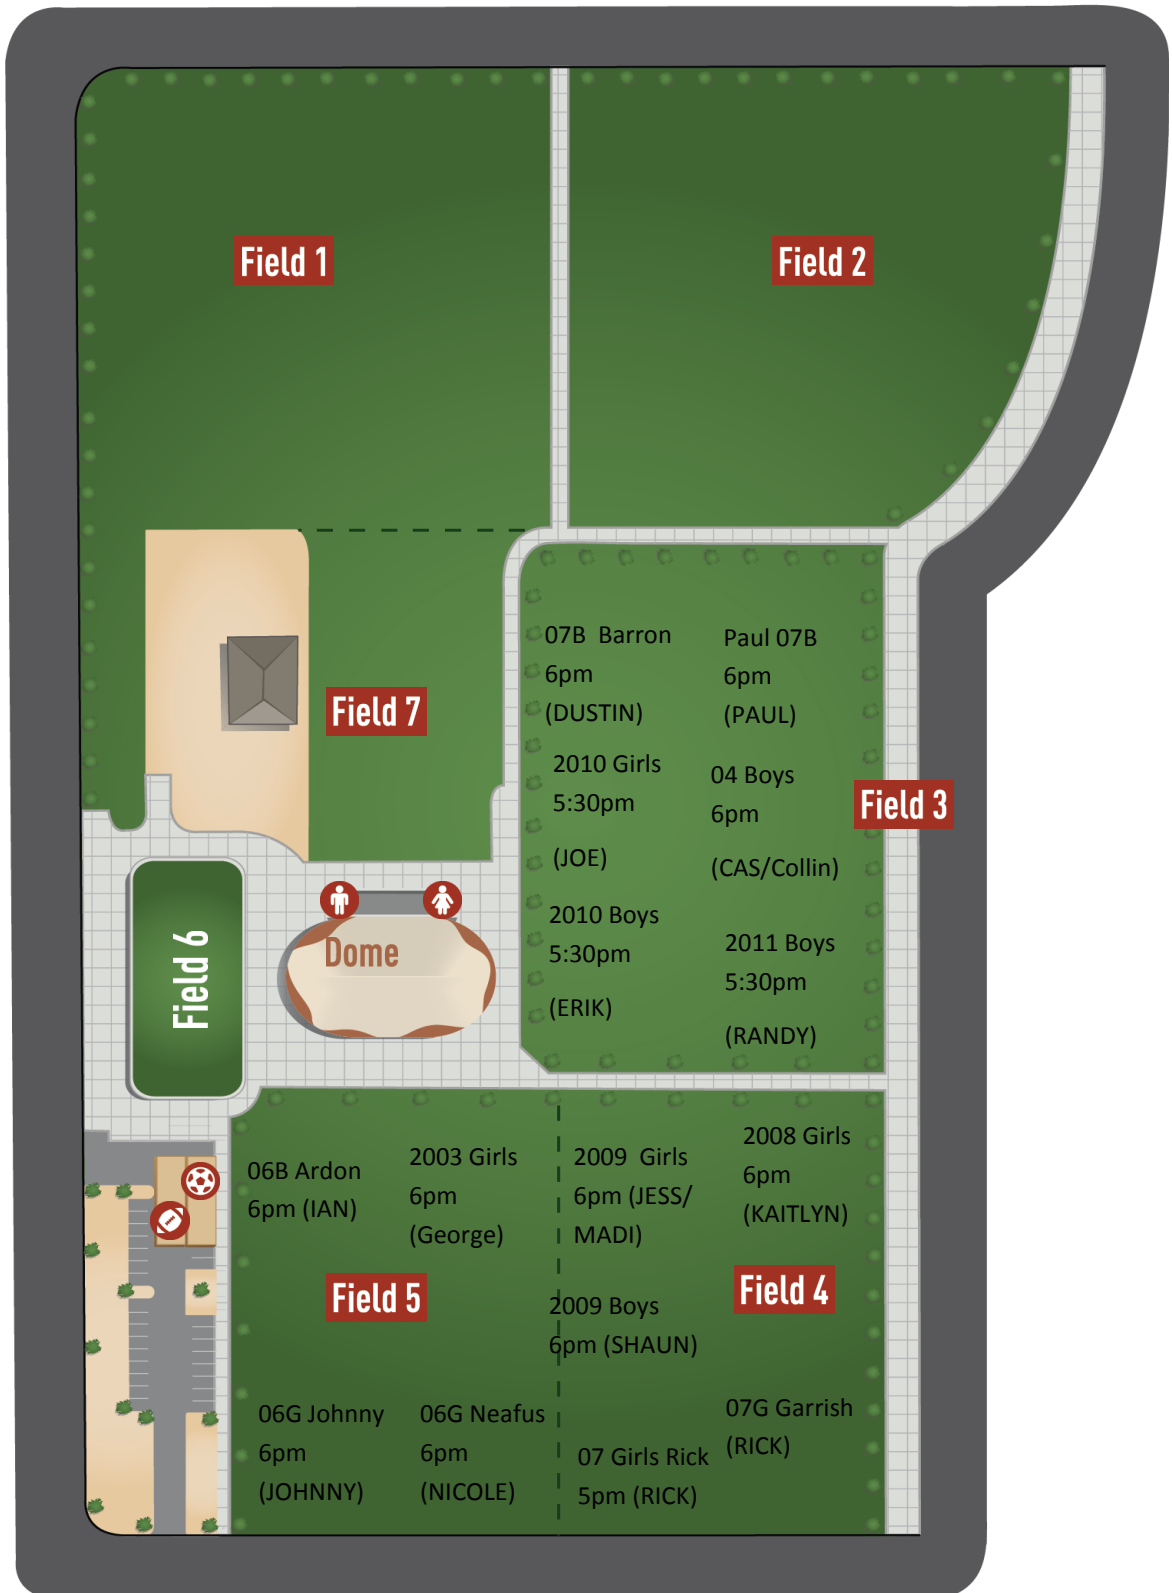 Field 1
Field 2
07B  Barron
6pm
(DUSTIN)
Paul 07B
6pm
(PAUL)
Field 7
2010 Girls
5:30pm
(JOE)
04 Boys
6pm
(CAS/Collin)
Field 3
2010 Boys
5:30pm
(ERIK)
2011 Boys
5:30pm
(RANDY)
Field 6
Dome
06B Ardon
6pm (IAN)
2003 Girls
6pm
(George)
2009  Girls
6pm (JESS/
MADI)
2008 Girls
6pm
(KAITLYN)
Field 5
Field 4
2009 Boys
6pm (SHAUN)
06G Johnny
6pm
(JOHNNY)
06G Neafus
6pm
(NICOLE)
07 Girls Rick
5pm (RICK)
07G Garrish
(RICK)